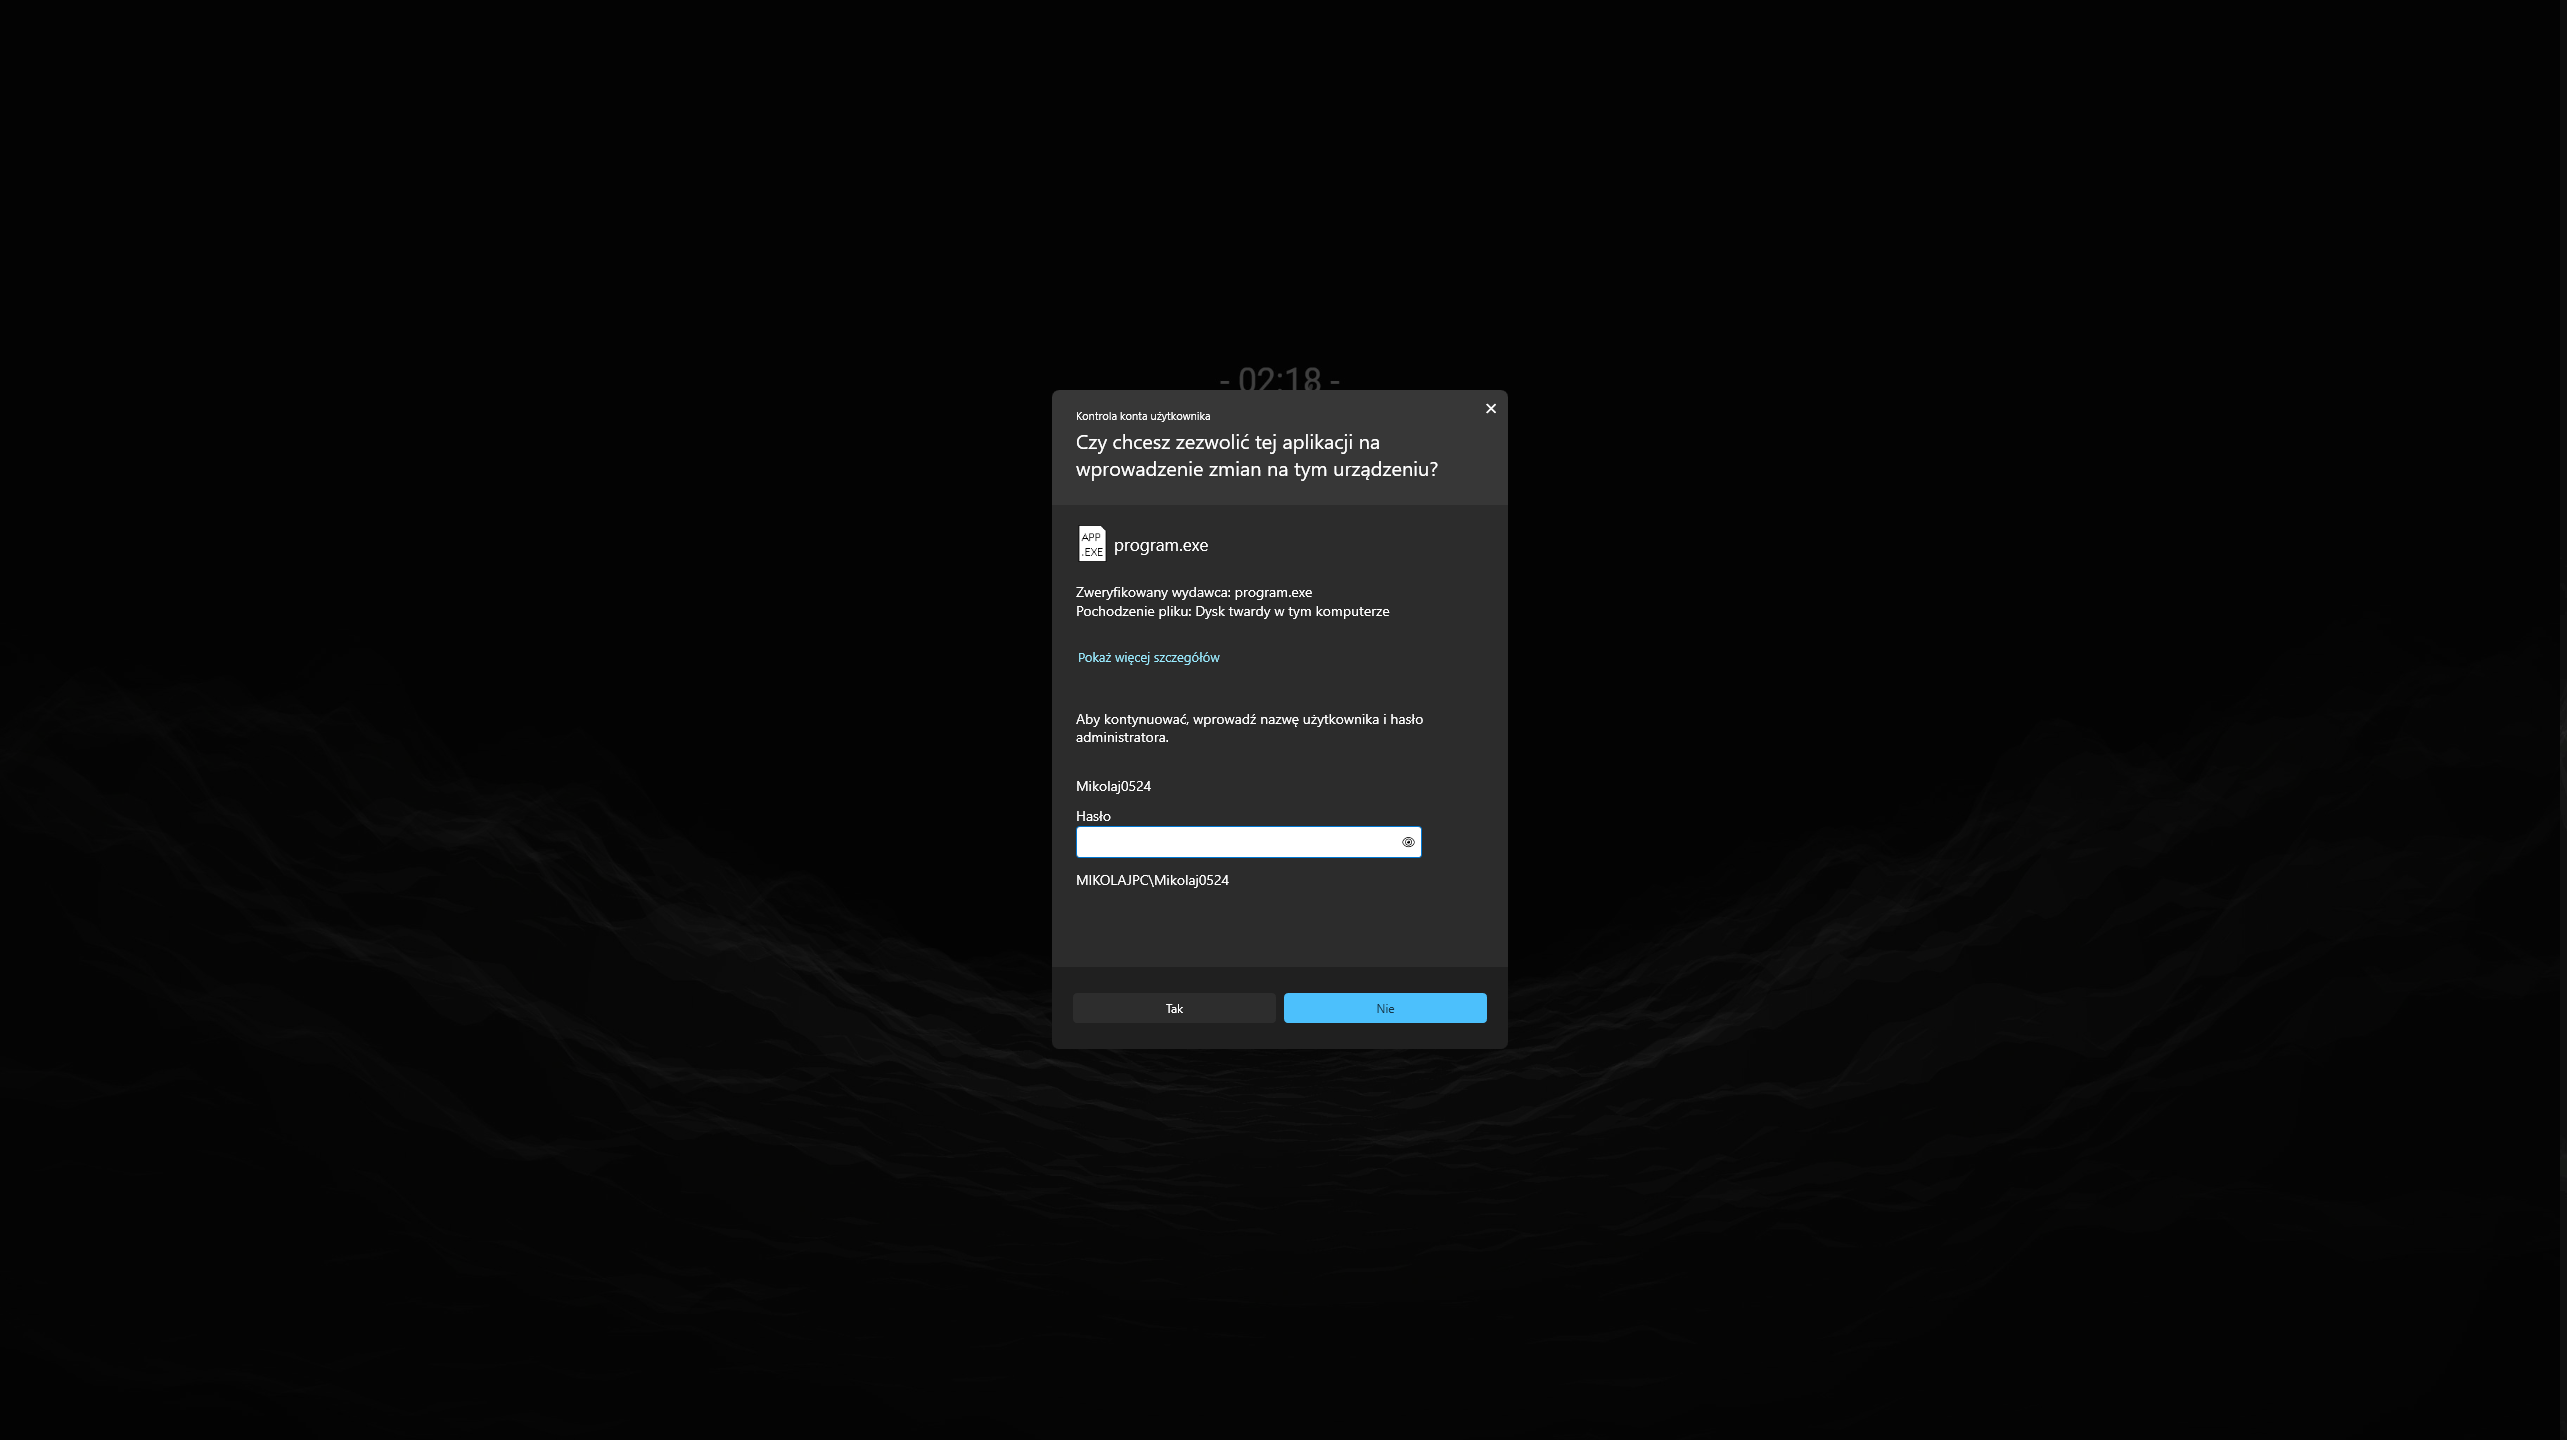 - 02:18 -
Kontrola konta użytkownika
Czy chcesz zezwolić tej aplikacji na
wprowadzenie zmian na tym urządzeniu?
APP
.EXE
program.exe
Zweryfikowany wydawca: program.exe
Pochodzenie pliku: Dysk twardy w tym komputerze
Pokaż więcej szczegółów
Aby kontynuować, wprowadź nazwę użytkownika i hasło
administratora.
Mikolaj0524
Hasło
MIKOLAJPC\Mikolaj0524
Tak
Nie